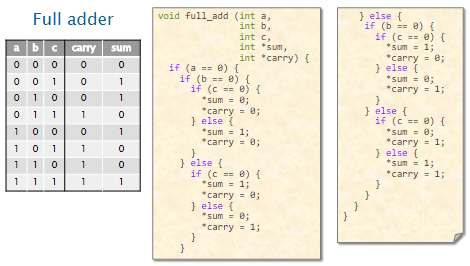 Full adder
a b c carry sum
0 0 0 0 0
0 0 1 0 1
0 1 0 0 1
0 1 1 1 0
1 0 0 0 1
1 0 1 1 0
1 1 0 1 0
1 1 1 1 1
void full_add (int a,
int b,
int c,
int *sum,
int *carry) {
if (a == 0) {
if (b == 0) {
if (c == 0) {
*sum = 0;
*carry = 0;
} else {
*sum = 1;
*carry = 0;
}
} else {
if (c == 0) {
*sum = 1;
*carry = 0;
} else {
*sum = 0;
*carry = 1;
}
}
} else {
if (b == 0) {
if (c == 0) {
*sum = 1;
*carry = 0;
} else {
*sum = 0;
*carry = 1;
}
} else {
if (c == 0) {
*sum = 0;
*carry = 1;
} else {
*sum = 1;
*carry = 1;
}
}
}
}